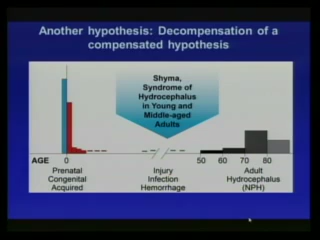 Another hypothesis: Decompensation of a
compensated hypothesis
Shyma,
Syndrome of
Hydrocephalus
in Young and
Middle-aged
Adults
AGE 0 50 60 70 80
Prenatal
Congenital
Acquired
Injury
Infection
Hemorrhage
Adult
Hydrocephalus
(NPH)